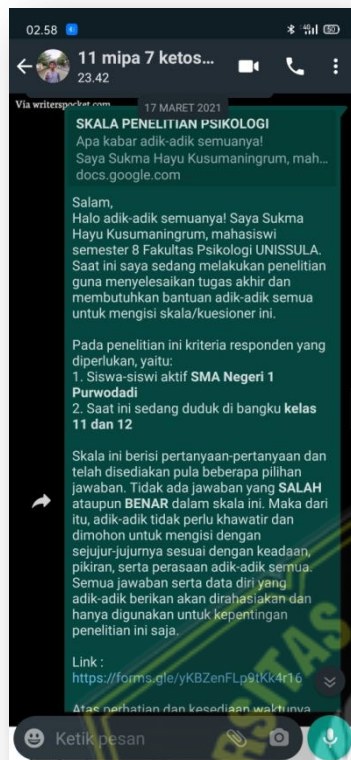 02.58
11 mipa 7 ketos...
23.42
Via writerspocket.com
17 MARET 2021
SKALA PENELITIAN PSIKOLOGI
Apa kabar adik-adik semuanya!
Saya Sukma Hayu Kusumaningrum, mah...
docs.google.com
Salam,
Halo adik-adik semuanya! Saya Sukma
Hayu Kusumaningrum, mahasiswi
semester 8 Fakultas Psikologi UNISSULA.
Saat ini saya sedang melakukan penelitian
guna menyelesaikan tugas akhir dan
membutuhkan bantuan adik-adik semua
untuk mengisi skala/kuesioner ini.
Pada penelitian ini kriteria responden yang
diperlukan, yaitu:
1. Siswa-siswi aktif SMA Negeri 1
Purwodadi
2. Saat ini sedang duduk di bangku kelas
11 dan 12
Skala ini berisi pertanyaan-pertanyaan dan
telah disediakan pula beberapa pilihan
jawaban. Tidak ada jawaban yang SALAH
ataupun BENAR dalam skala ini. Maka dari
itu, adik-adik tidak perlu khawatir dan
dimohon untuk mengisi dengan
sejujur-jujurnya sesuai dengan keadaan,
pikiran, serta perasaan adik-adik semua.
Semua jawaban serta data diri yang
adik-adik berikan akan dirahasiakan dan
hanya digunakan untuk kepentingan
penelitian ini saja.
Link :
https://forms.gle/yKBZenFLp9tKk4r16
Atas perhatian dan kesediaan waktunya
Ketik pesan